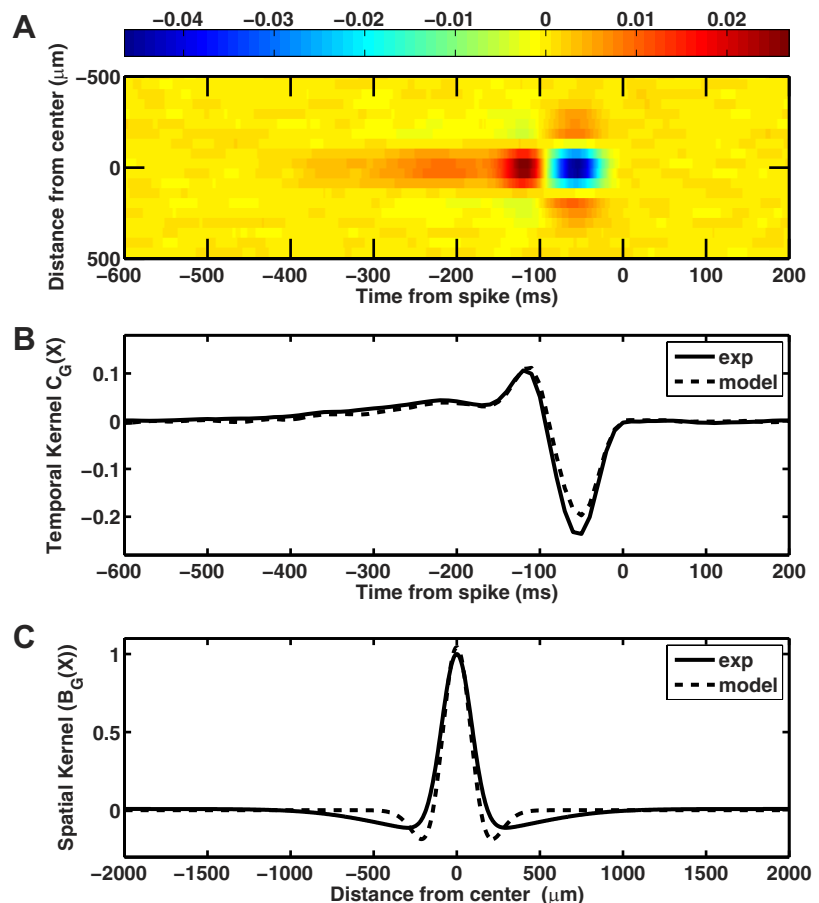 A
−0.04 −0.03 −0.02 −0.01 0 0.01 0.02
Distance from center (μm)
−500
0
500
−600 −500 −400 −300 −200 −100 0 100 200
Time from spike (ms)
B
Temporal Kernel C_G(X)
0.1
0
−0.1
−0.2
exp
model
−600 −500 −400 −300 −200 −100 0 100 200
Time from spike (ms)
C
Spatial Kernel (B_G(X))
1
0.5
0
exp
model
−2000 −1500 −1000 −500 0 500 1000 1500 2000
Distance from center (μm)